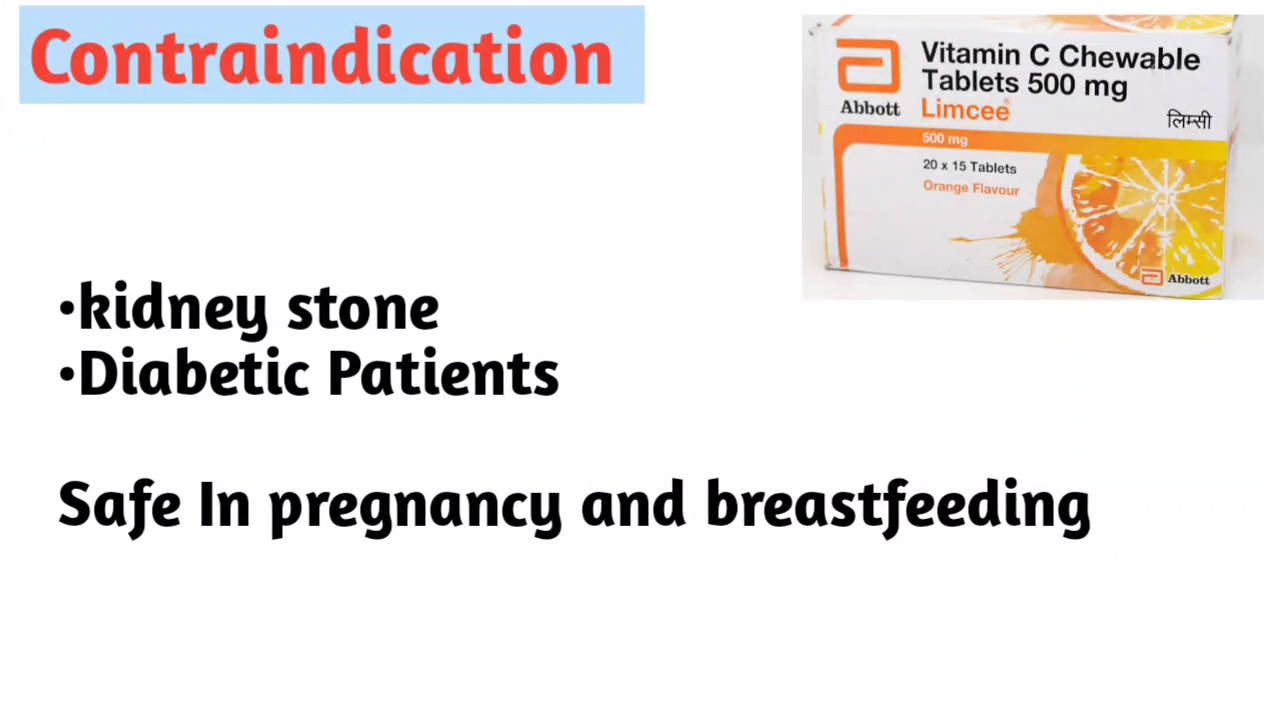 Contraindication
Vitamin C Chewable
Tablets 500 mg
Abbott
Limcee®
लिम्सी
500 mg
20 x 15 Tablets
Orange Flavour
Abbott
•kidney stone
•Diabetic Patients
Safe In pregnancy and breastfeeding